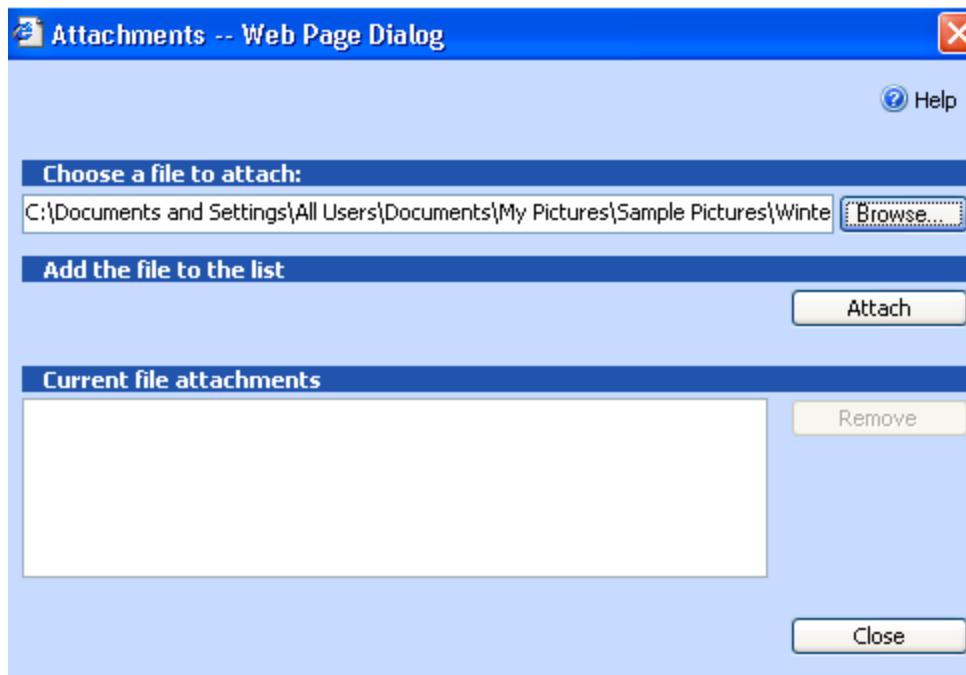 Attachments -- Web Page Dialog
Help
Choose a file to attach:
C:\Documents and Settings\All Users\Documents\My Pictures\Sample Pictures\Winte
Browse...
Add the file to the list
Attach
Current file attachments
Remove
Close